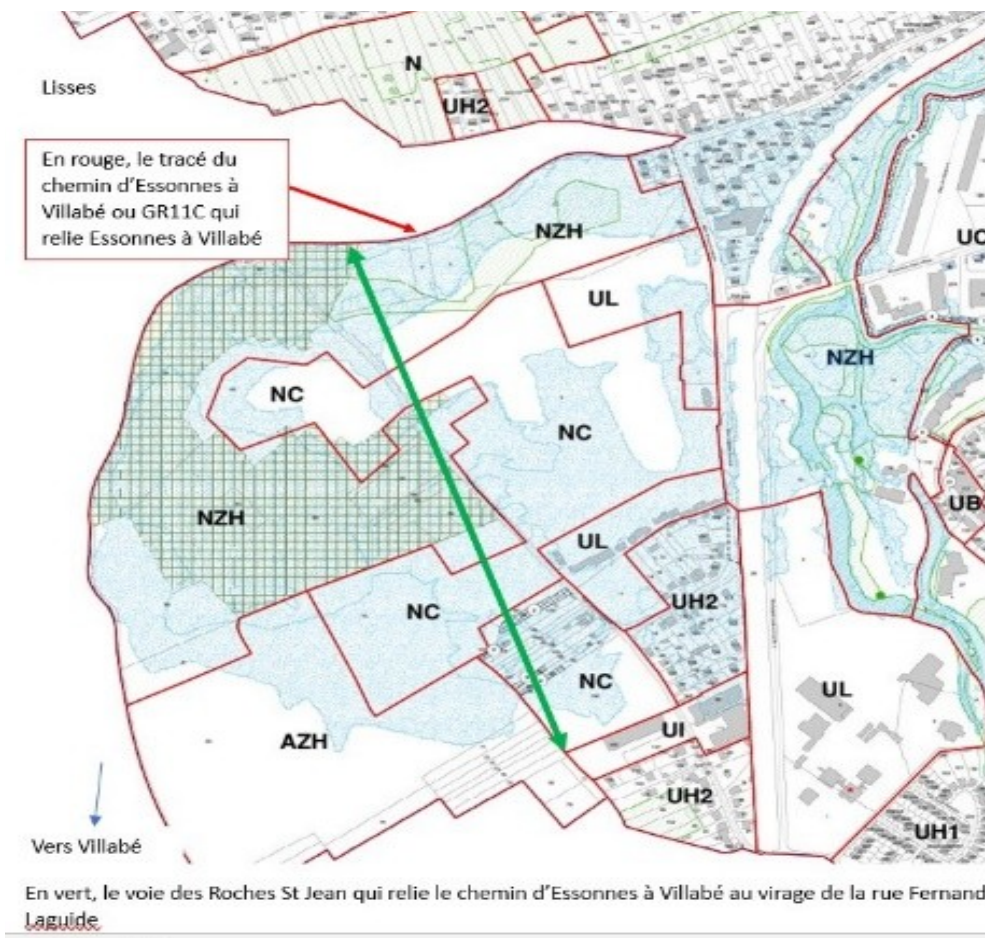 N
Lisses
UH2
En rouge, le tracé du
chemin d'Essonnes à
Villabé ou GR11C qui
relie Essonnes à Villabé
NZH
UC
UL
NZH
NC
NC
NZH
UB
UL
NC
UH2
NC
UL
AZH
UI
UH2
UH1
Vers Villabé
En vert, le voie des Roches St Jean qui relie le chemin d'Essonnes à Villabé au virage de la rue Fernand
Laguide